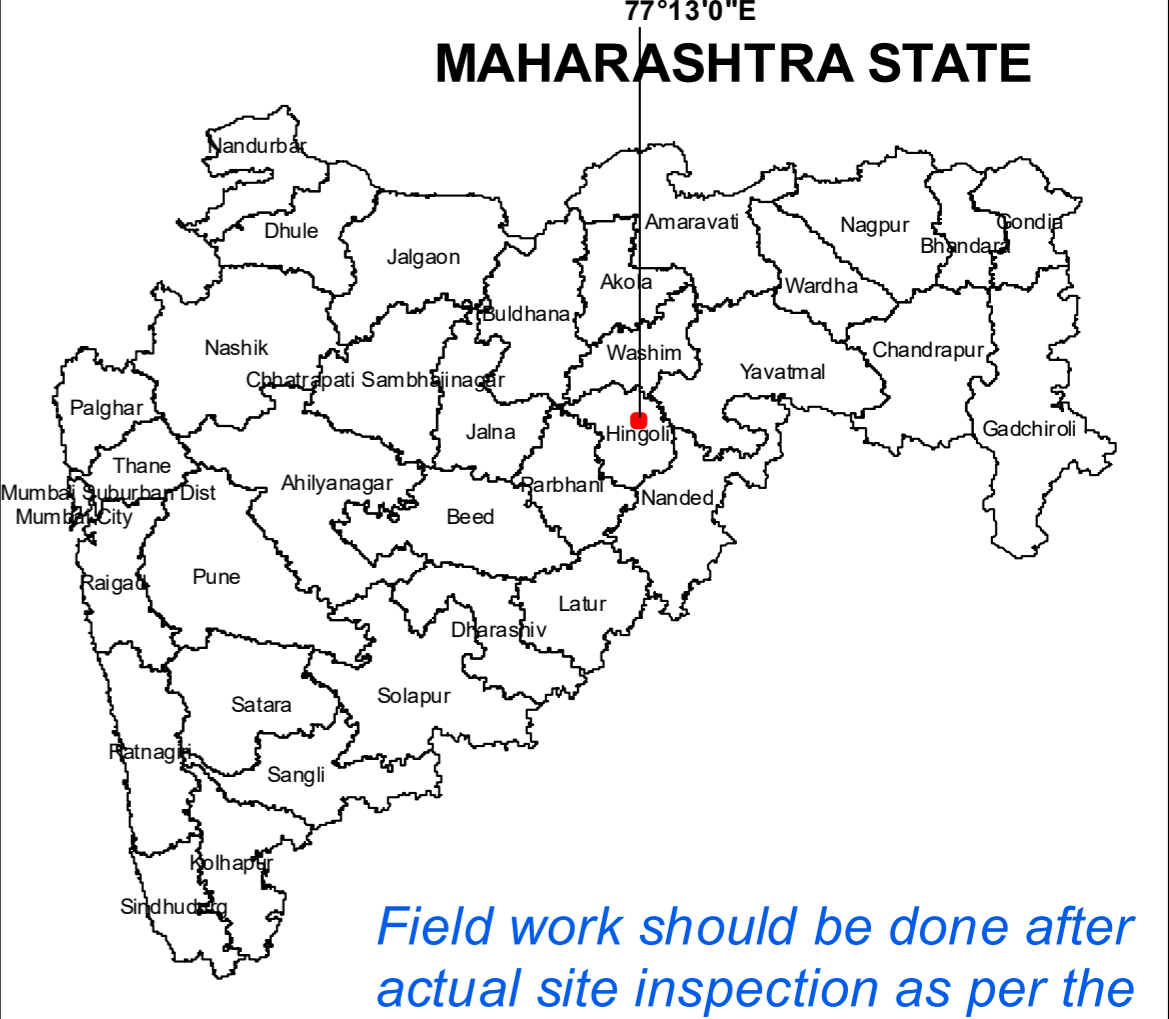 77°13'0"E
MAHARASHTRA STATE
Nandurbar
Dhule
Jalgaon
Amaravati
Nagpur
Gondia
Bhandara
Akola
Wardha
Buldhana
Nashik
Washim
Chandrapur
Chhatrapati Sambhajinagar
Yavatmal
Palghar
Jalna
Hingoli
Gadchiroli
Thane
Ahilyanagar
Parbhani
Mumbai Suburban Dist
Nanded
Mumbai City
Beed
Raigad
Pune
Latur
Dharashiv
Solapur
Satara
Ratnagiri
Sangli
Kolhapur
Sindhudurg
Field work should be done after
actual site inspection as per the